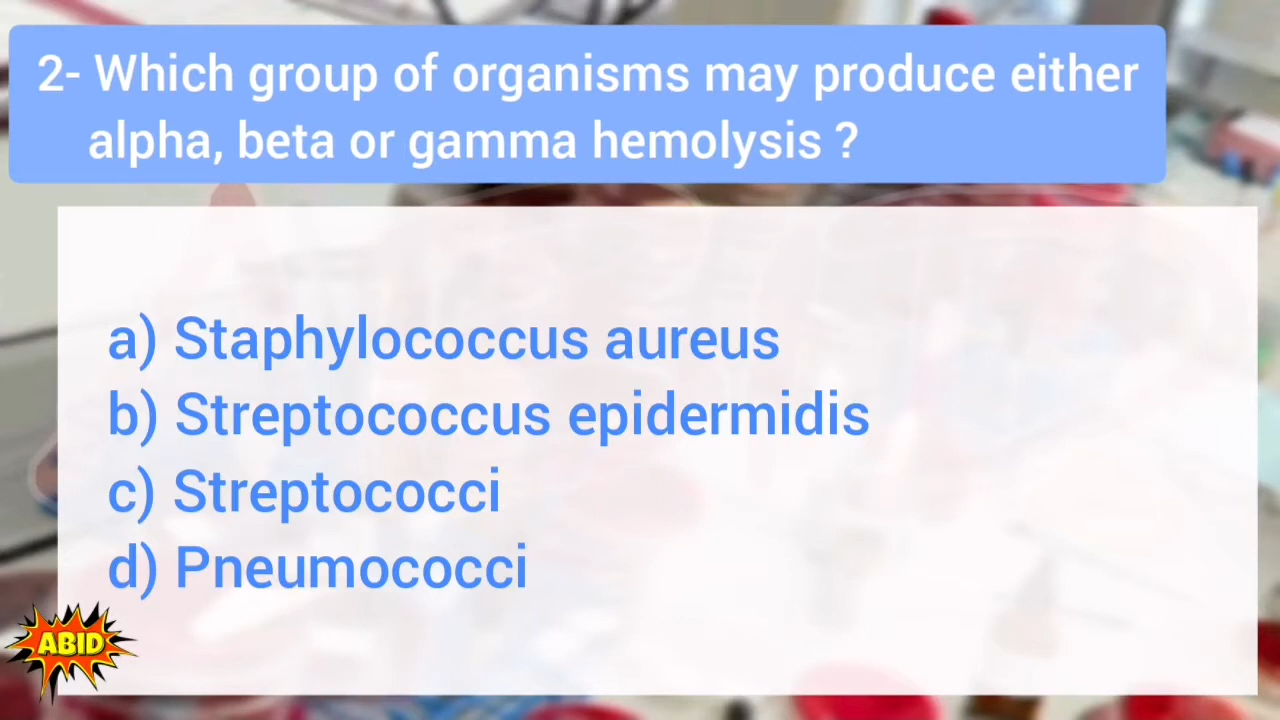 2- Which group of organisms may produce either
alpha, beta or gamma hemolysis ?
a) Staphylococcus aureus
b) Streptococcus epidermidis
c) Streptococci
d) Pneumococci
ABID